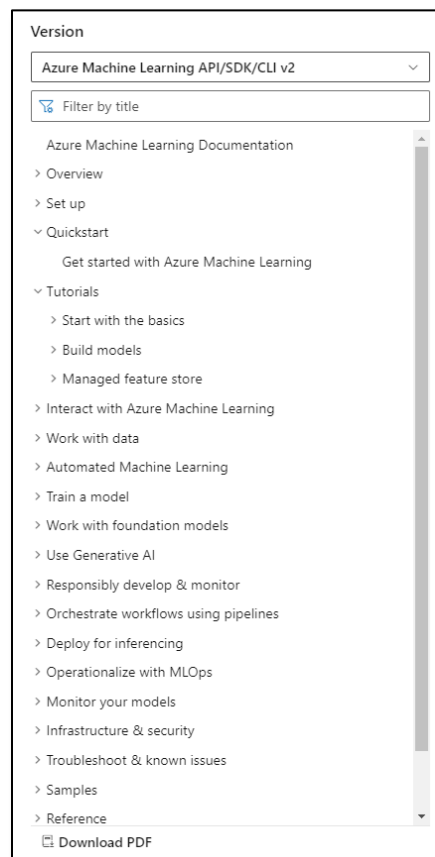 Version
Azure Machine Learning API/SDK/CLI v2
Filter by title
Azure Machine Learning Documentation
Overview
Set up
Quickstart
Get started with Azure Machine Learning
Tutorials
Start with the basics
Build models
Managed feature store
Interact with Azure Machine Learning
Work with data
Automated Machine Learning
Train a model
Work with foundation models
Use Generative AI
Responsibly develop & monitor
Orchestrate workflows using pipelines
Deploy for inferencing
Operationalize with MLOps
Monitor your models
Infrastructure & security
Troubleshoot & known issues
Samples
Reference
Download PDF